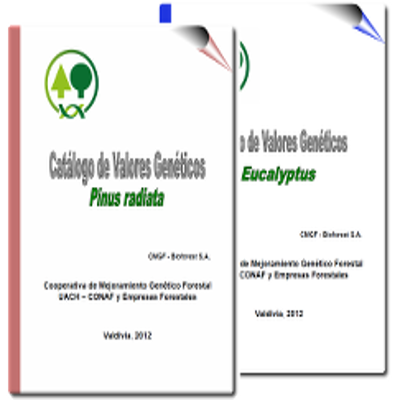 Catálogo de Valores Genéticos
Pinus radiata
CMGF - Bioforest S.A.
Cooperativa de Mejoramiento Genético Forestal
UACH – CONAF y Empresas Forestales
Valdivia, 2012
o de Valores Genéticos
Eucalyptus
CMGF - Bioforest S.A.
de Mejoramiento Genético Forestal
CONAF y Empresas Forestales
Valdivia, 2012